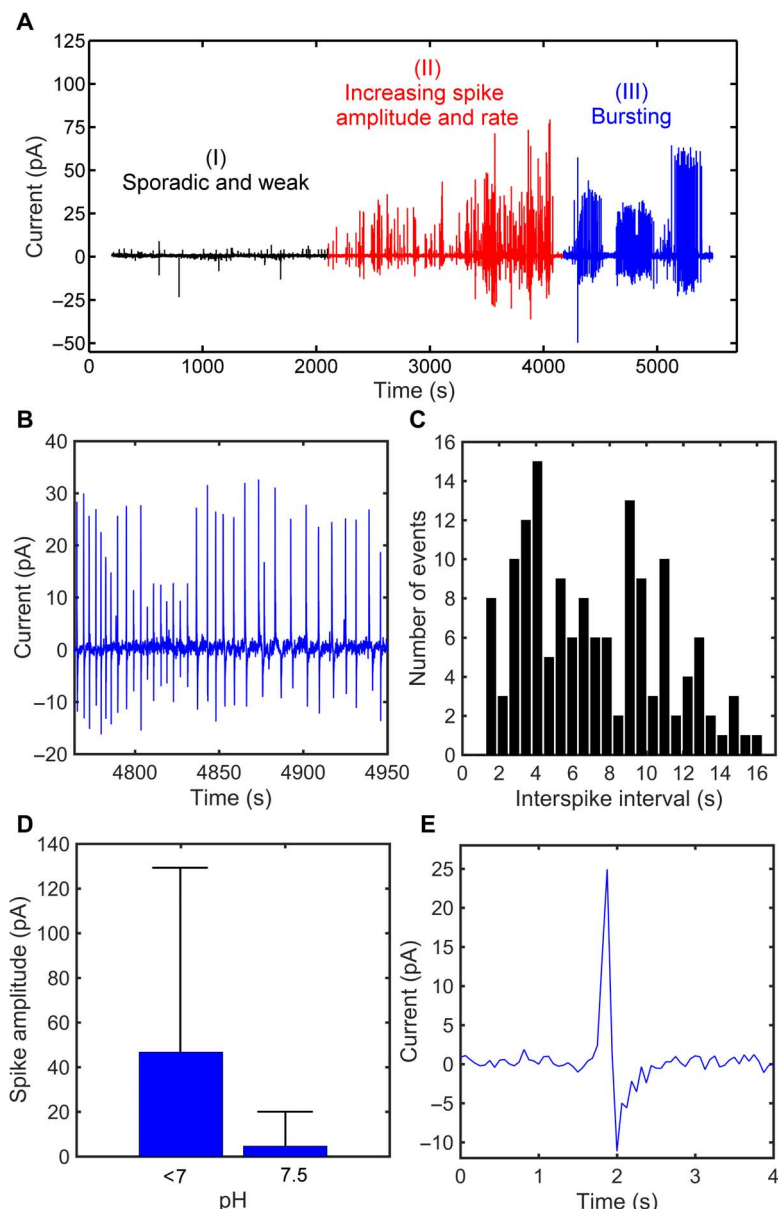 A
125
100
75
50
25
0
−25
−50
Current (pA)
(I)
Sporadic and weak
(II)
Increasing spike
amplitude and rate
(III)
Bursting
0 1000 2000 3000 4000 5000
Time (s)
B
40
30
20
10
0
−10
−20
Current (pA)
4800 4850 4900 4950
Time (s)
C
16
14
12
10
8
6
4
2
0
Number of events
0 2 4 6 8 10 12 14 16
Interspike interval (s)
D
140
120
100
80
60
40
20
0
Spike amplitude (pA)
<7 7.5
pH
E
25
20
15
10
5
0
−5
−10
Current (pA)
0 1 2 3 4
Time (s)